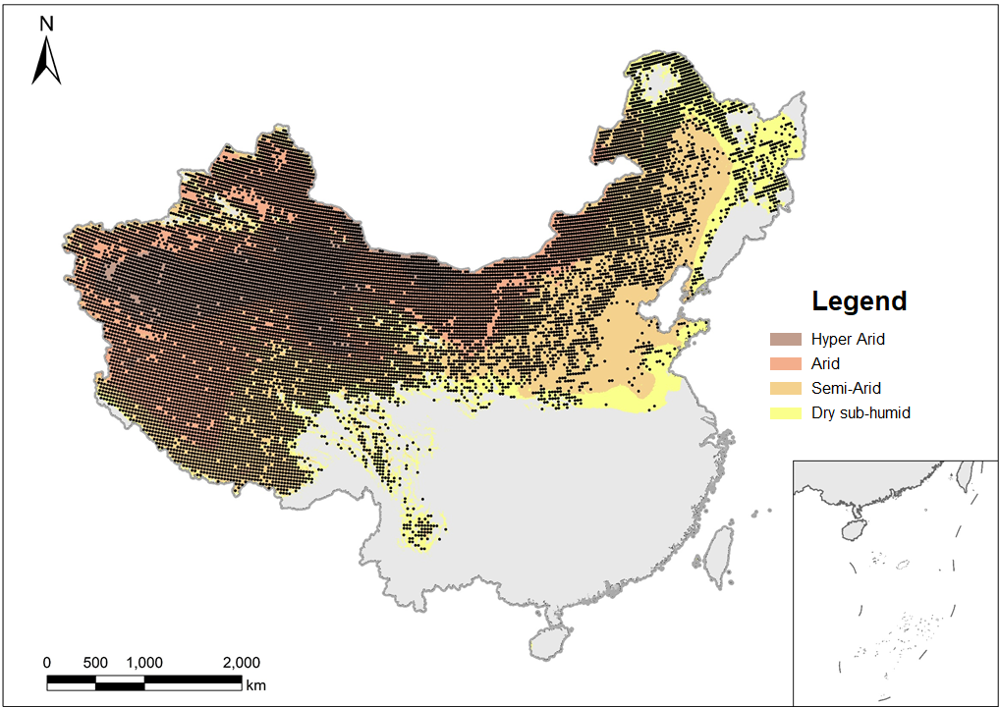 N
Legend
Hyper Arid
Arid
Semi-Arid
Dry sub-humid
0 500 1,000 2,000
km